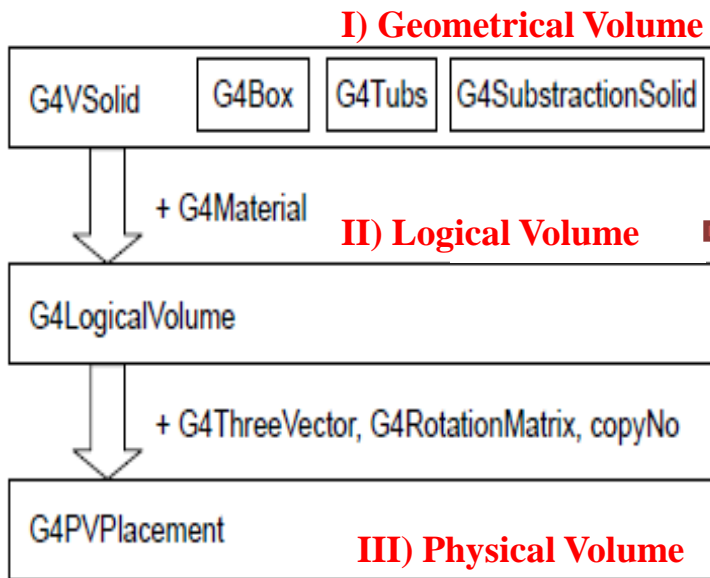 I) Geometrical Volume
G4VSolid G4Box G4Tubs G4SubstractionSolid
+ G4Material
II) Logical Volume
G4LogicalVolume
+ G4ThreeVector, G4RotationMatrix, copyNo
G4PVPlacement
III) Physical Volume